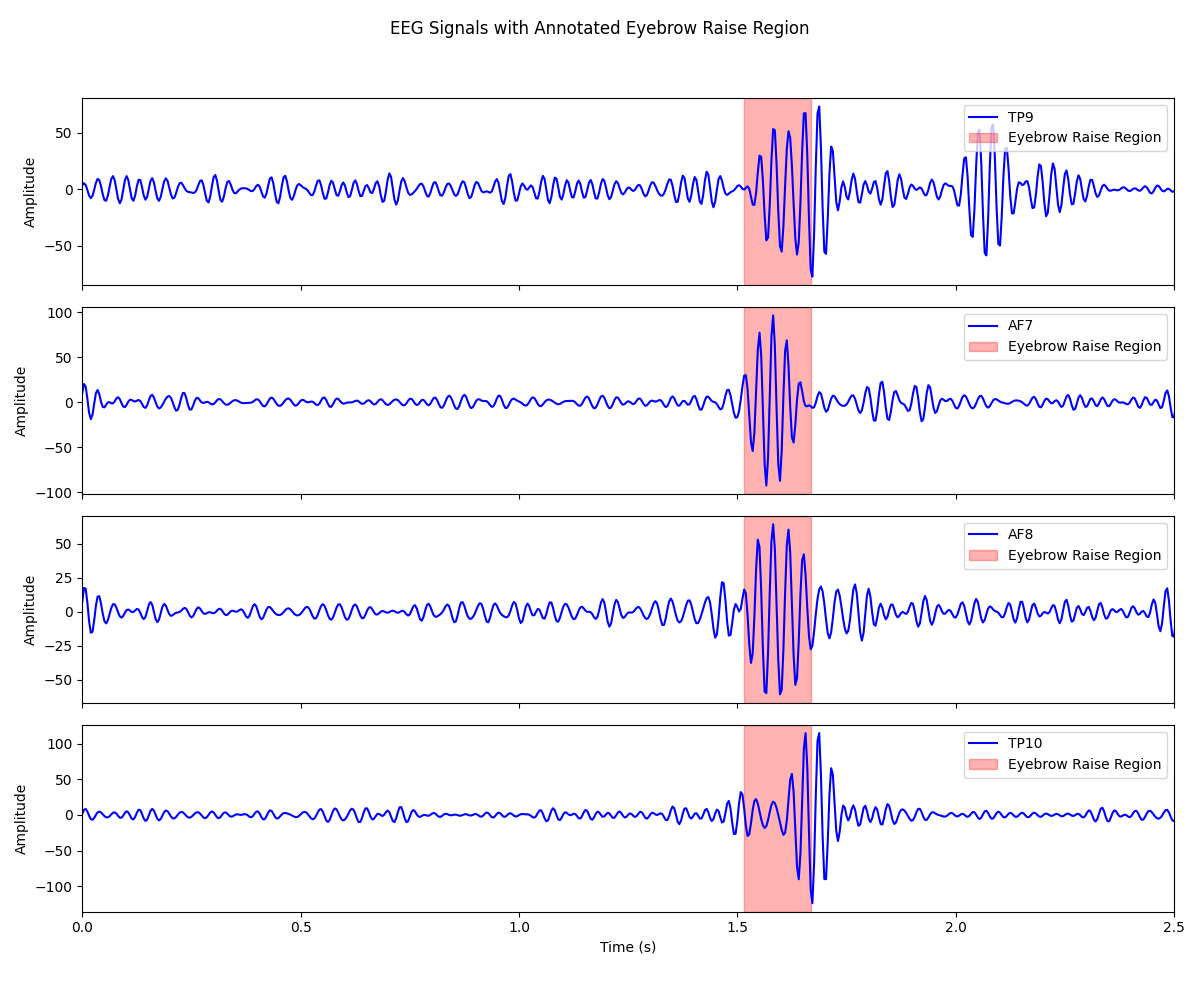 EEG Signals with Annotated Eyebrow Raise Region
50
0
−50
Amplitude
TP9
Eyebrow Raise Region
100
50
0
−50
−100
Amplitude
AF7
Eyebrow Raise Region
50
25
0
−25
−50
Amplitude
AF8
Eyebrow Raise Region
100
50
0
−50
−100
Amplitude
TP10
Eyebrow Raise Region
0.0 0.5 1.0 1.5 2.0 2.5
Time (s)